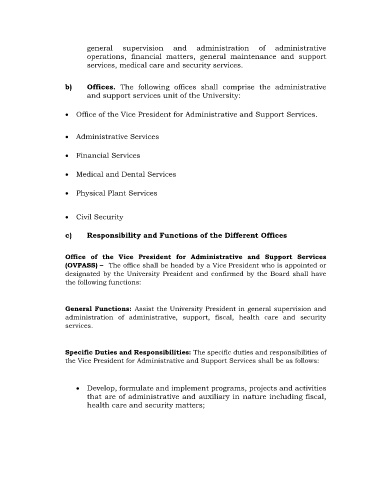 general supervision and administration of administrative
operations, financial matters, general maintenance and support
services, medical care and security services.
b) Offices. The following offices shall comprise the administrative
and support services unit of the University:
• Office of the Vice President for Administrative and Support Services.
• Administrative Services
• Financial Services
• Medical and Dental Services
• Physical Plant Services
• Civil Security
c) Responsibility and Functions of the Different Offices
Office of the Vice President for Administrative and Support Services
(OVPASS) – The office shall be headed by a Vice President who is appointed or
designated by the University President and confirmed by the Board shall have
the following functions:
General Functions: Assist the University President in general supervision and
administration of administrative, support, fiscal, health care and security
services.
Specific Duties and Responsibilities: The specific duties and responsibilities of
the Vice President for Administrative and Support Services shall be as follows:
• Develop, formulate and implement programs, projects and activities
that are of administrative and auxiliary in nature including fiscal,
health care and security matters;